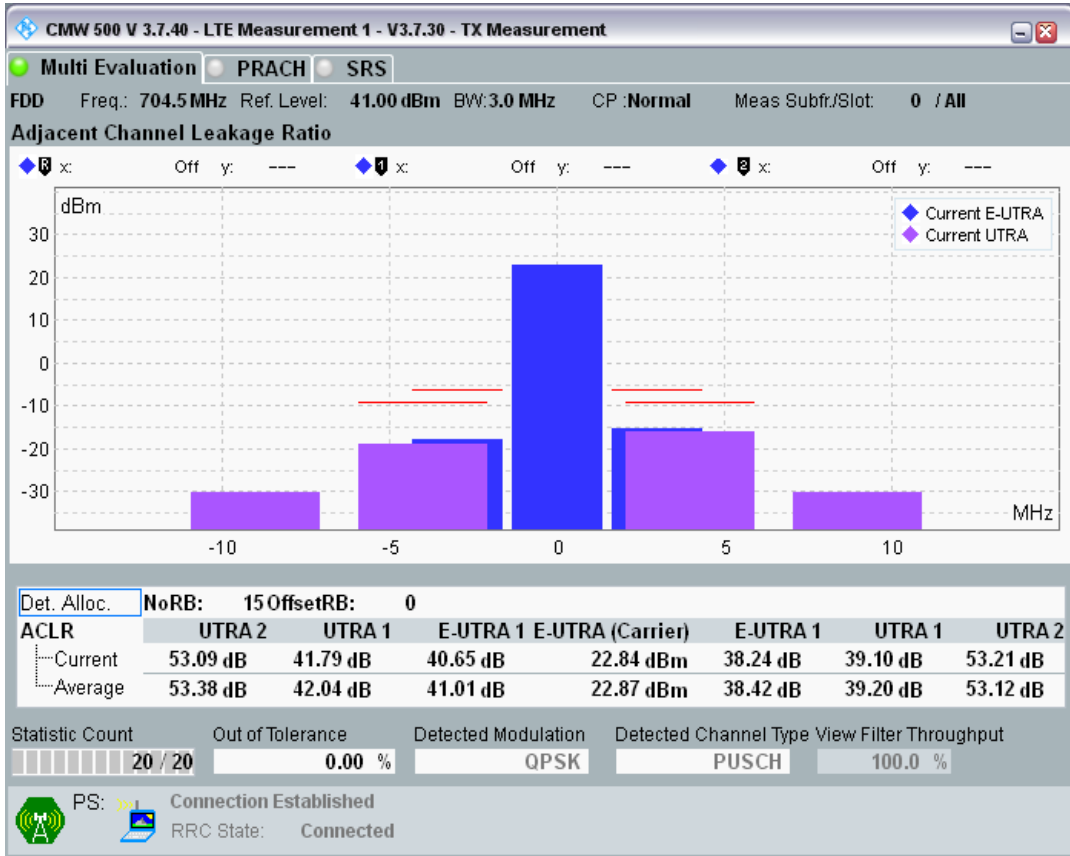 CMW 500 V 3.7.40 - LTE Measurement 1 - V3.7.30 - TX Measurement
Multi Evaluation PRACH SRS
FDD Freq.: 704.5 MHz Ref. Level: 41.00 dBm BW: 3.0 MHz CP :Normal Meas Subfr./Slot: 0 / All
Adjacent Channel Leakage Ratio
R x: Off y: --- 1 x: Off y: --- 2 x: Off y: ---
dBm
Current E-UTRA
Current UTRA
30
20
10
0
-10
-20
-30
MHz
-10 -5 0 5 10
Det. Alloc. NoRB: 15 OffsetRB: 0
ACLR UTRA 2 UTRA 1 E-UTRA 1 E-UTRA (Carrier) E-UTRA 1 UTRA 1 UTRA 2
Current 53.09 dB 41.79 dB 40.65 dB 22.84 dBm 38.24 dB 39.10 dB 53.21 dB
Average 53.38 dB 42.04 dB 41.01 dB 22.87 dBm 38.42 dB 39.20 dB 53.12 dB
Statistic Count Out of Tolerance Detected Modulation Detected Channel Type View Filter Throughput
20 / 20 0.00 % QPSK PUSCH 100.0 %
PS: Connection Established
RRC State: Connected